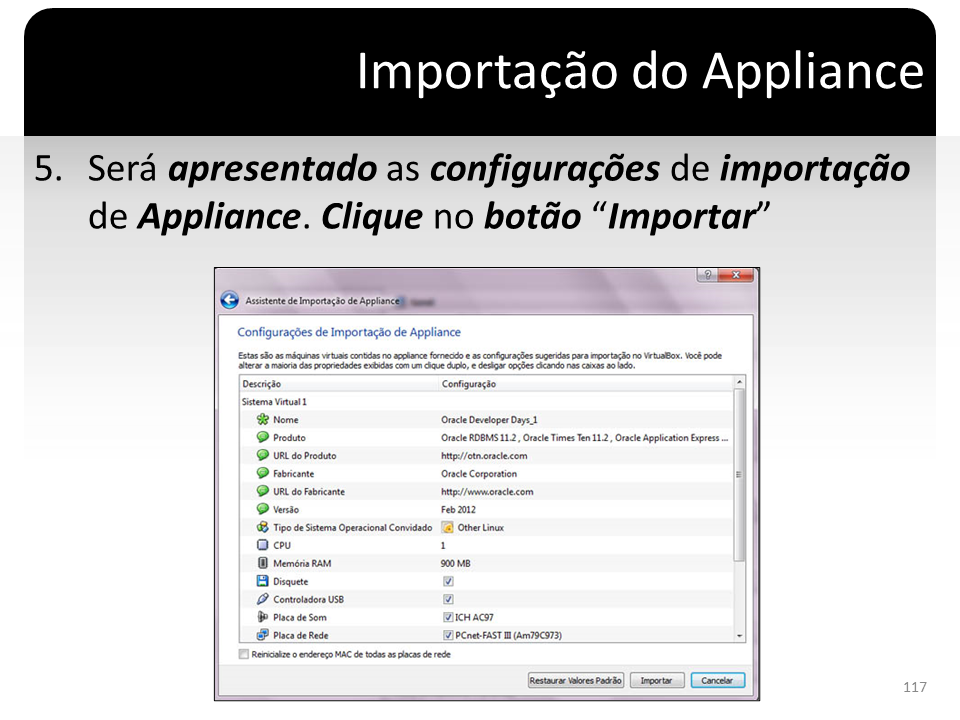 Importação do Appliance
5. Será apresentado as configurações de importação
de Appliance. Clique no botão “Importar”
?
Assistente de Importação de Appliance
Configurações de Importação de Appliance
Estas são as máquinas virtuais contidas no appliance fornecido e as configurações sugeridas para importação no VirtualBox. Você pode
alterar a maioria das propriedades exibidas com um clique duplo, e desligar opções clicando nas caixas ao lado.
Descrição Configuração
Sistema Virtual 1
Nome Oracle Developer Days_1
Produto Oracle RDBMS 11.2 , Oracle Times Ten 11.2 , Oracle Application Express ...
URL do Produto http://otn.oracle.com
Fabricante Oracle Corporation
URL do Fabricante http://www.oracle.com
Versão Feb 2012
Tipo de Sistema Operacional Convidado Other Linux
CPU 1
Memória RAM 900 MB
Disquete
Controladora USB
Placa de Som ICH AC97
Placa de Rede PCnet-FAST III (Am79C973)
Reinicialize o endereço MAC de todas as placas de rede
Restaurar Valores Padrão Importar Cancelar
117